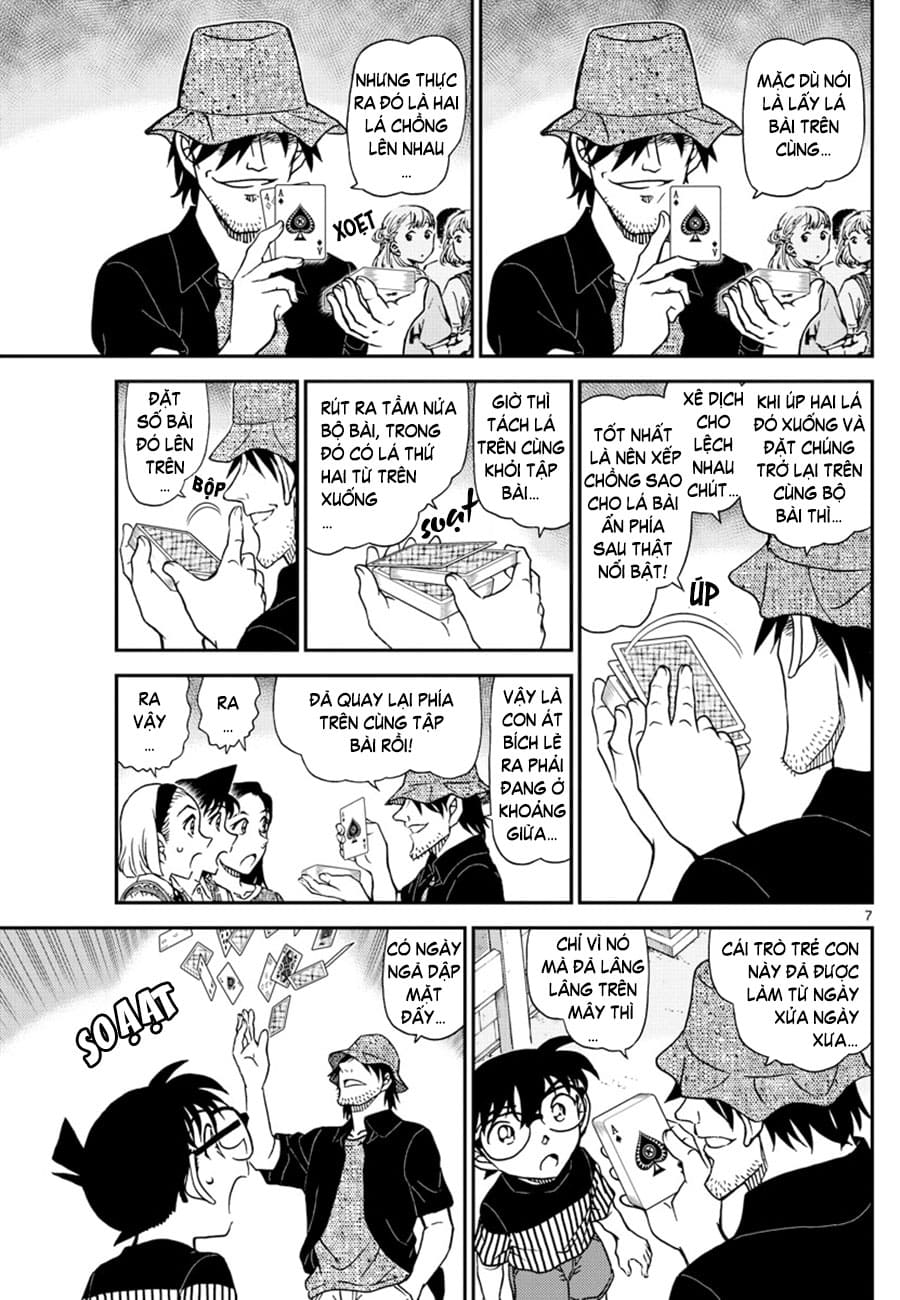 MẶC DÙ NÓI
LÀ LẤY LÁ
BÀI TRÊN
CÙNG...
NHƯNG THỰC
RA ĐÓ LÀ HAI
LÁ CHỒNG
LÊN NHAU
...
XOẸT
KHI ÚP HAI LÁ
ĐÓ XUỐNG VÀ
ĐẶT CHÚNG
TRỞ LẠI TRÊN
CÙNG BỘ
BÀI THÌ...
XÊ DỊCH
CHO
LỆCH
NHAU
CHÚT...
TỐT NHẤT
LÀ NÊN XẾP
CHỒNG SAO
CHO LÁ BÀI
ẨN PHÍA
SAU THẬT
NỔI BẬT!
ÚP
GIỜ THÌ
TÁCH LÁ
TRÊN CÙNG
KHỎI TẬP
BÀI...
RÚT RA TẦM NỬA
BỘ BÀI, TRONG
ĐÓ CÓ LÁ THỨ
HAI TỪ TRÊN
XUỐNG
...
SOẠT
ĐẶT
SỐ BÀI
ĐÓ LÊN
TRÊN
...
BỘP
VẬY LÀ
CON ÁT
BÍCH LẼ
RA PHẢI
ĐANG Ở
KHOẢNG
GIỮA...
ĐÃ QUAY LẠI PHÍA
TRÊN CÙNG TẬP
BÀI RỒI!
RA
...
RA
VẬY
...
7
CÁI TRÒ TRẺ CON
NÀY ĐÃ ĐƯỢC
LÀM TỪ NGÀY
XỬA NGÀY
XƯA...
CHỈ VÌ NÓ
MÀ ĐÃ LÂNG
LÂNG TRÊN
MÂY THÌ
...
CÓ NGÀY
NGÃ DẬP
MẶT
ĐẤY...
SOẠẠT